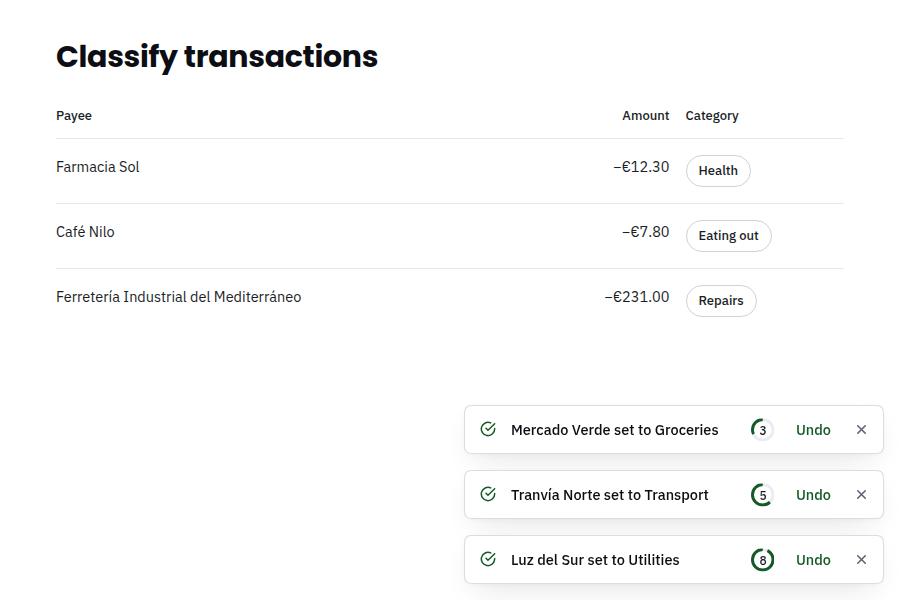 Classify transactions
Payee Amount Category
Farmacia Sol −€12.30 Health
Café Nilo −€7.80 Eating out
Ferretería Industrial del Mediterráneo −€231.00 Repairs
Mercado Verde set to Groceries 3 Undo
Tranvía Norte set to Transport 5 Undo
Luz del Sur set to Utilities 8 Undo